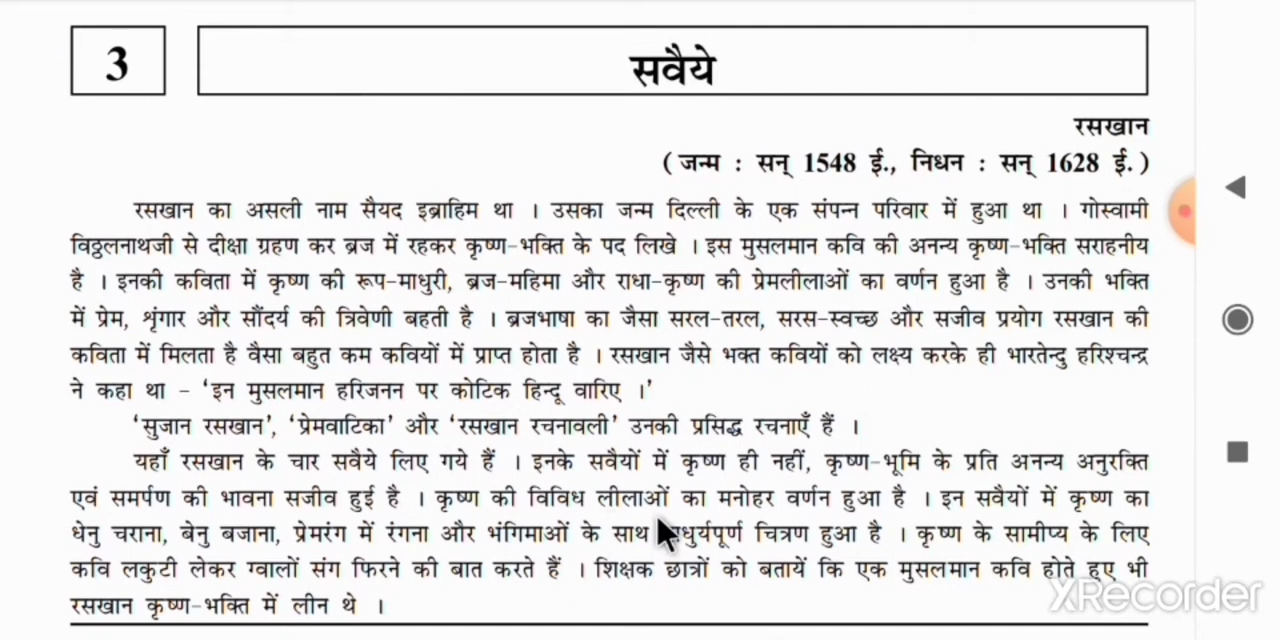 3
सवैये
रसखान
( जन्म : सन् 1548 ई., निधन : सन् 1628 ई. )
रसखान का असली नाम सैयद इब्राहिम था । उसका जन्म दिल्ली के एक संपन्न परिवार में हुआ था । गोस्वामी
विठ्ठलनाथजी से दीक्षा ग्रहण कर ब्रज में रहकर कृष्ण-भक्ति के पद लिखे । इस मुसलमान कवि की अनन्य कृष्ण-भक्ति सराहनीय
है । इनकी कविता में कृष्ण की रूप-माधुरी, ब्रज-महिमा और राधा-कृष्ण की प्रेमलीलाओं का वर्णन हुआ है । उनकी भक्ति
में प्रेम, शृंगार और सौंदर्य की त्रिवेणी बहती है । ब्रजभाषा का जैसा सरल-तरल, सरस-स्वच्छ और सजीव प्रयोग रसखान की
कविता में मिलता है वैसा बहुत कम कवियों में प्राप्त होता है । रसखान जैसे भक्त कवियों को लक्ष्य करके ही भारतेन्दु हरिश्चन्द्र
ने कहा था - ‘इन मुसलमान हरिजनन पर कोटिक हिन्दू वारिए ।’
‘सुजान रसखान’, ‘प्रेमवाटिका’ और ‘रसखान रचनावली’ उनकी प्रसिद्ध रचनाएँ हैं ।
यहाँ रसखान के चार सवैये लिए गये हैं । इनके सवैयों में कृष्ण ही नहीं, कृष्ण-भूमि के प्रति अनन्य अनुरक्ति
एवं समर्पण की भावना सजीव हुई है । कृष्ण की विविध लीलाओं का मनोहर वर्णन हुआ है । इन सवैयों में कृष्ण का
धेनु चराना, बेनु बजाना, प्रेमरंग में रंगना और भंगिमाओं के साथ चित्रण हुआ है । कृष्ण के सामीप्य के लिए
कवि लकुटी लेकर ग्वालों संग फिरने की बात करते हैं । शिक्षक छात्रों को बतायें कि एक मुसलमान कवि होते हुए भी
रसखान कृष्ण-भक्ति में लीन थे ।
XRecorder